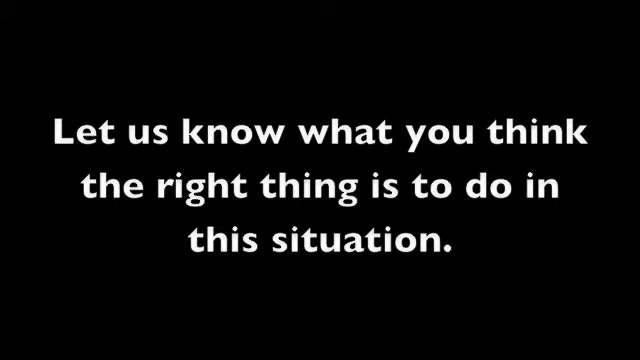 Let us know what you think
the right thing is to do in
this situation.